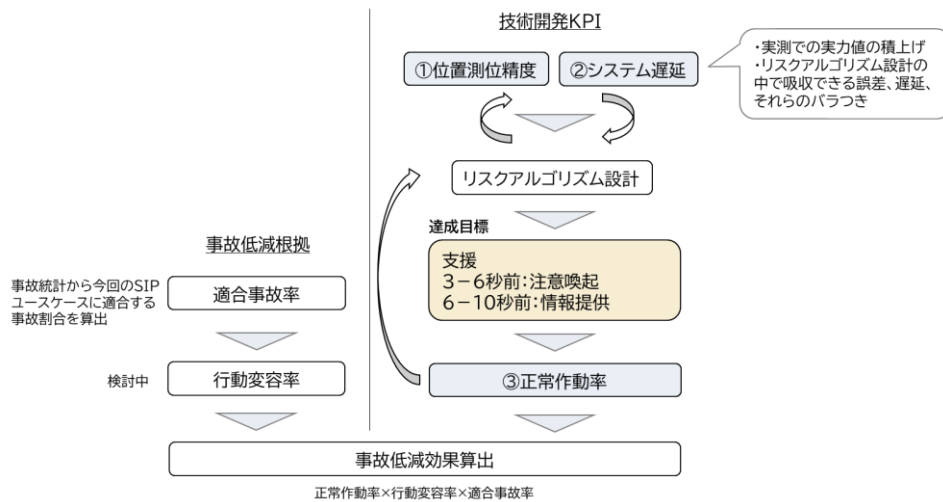 技術開発KPI
①位置測位精度
②システム遅延
・実測での実力値の積上げ
・リスクアルゴリズム設計の
中で吸収できる誤差、遅延、
それらのバラつき
リスクアルゴリズム設計
達成目標
支援
3－6秒前：注意喚起
6－10秒前：情報提供
③正常作動率
事故低減根拠
事故統計から今回のSIP
ユースケースに適合する
事故割合を算出
適合事故率
検討中
行動変容率
事故低減効果算出
正常作動率×行動変容率×適合事故率